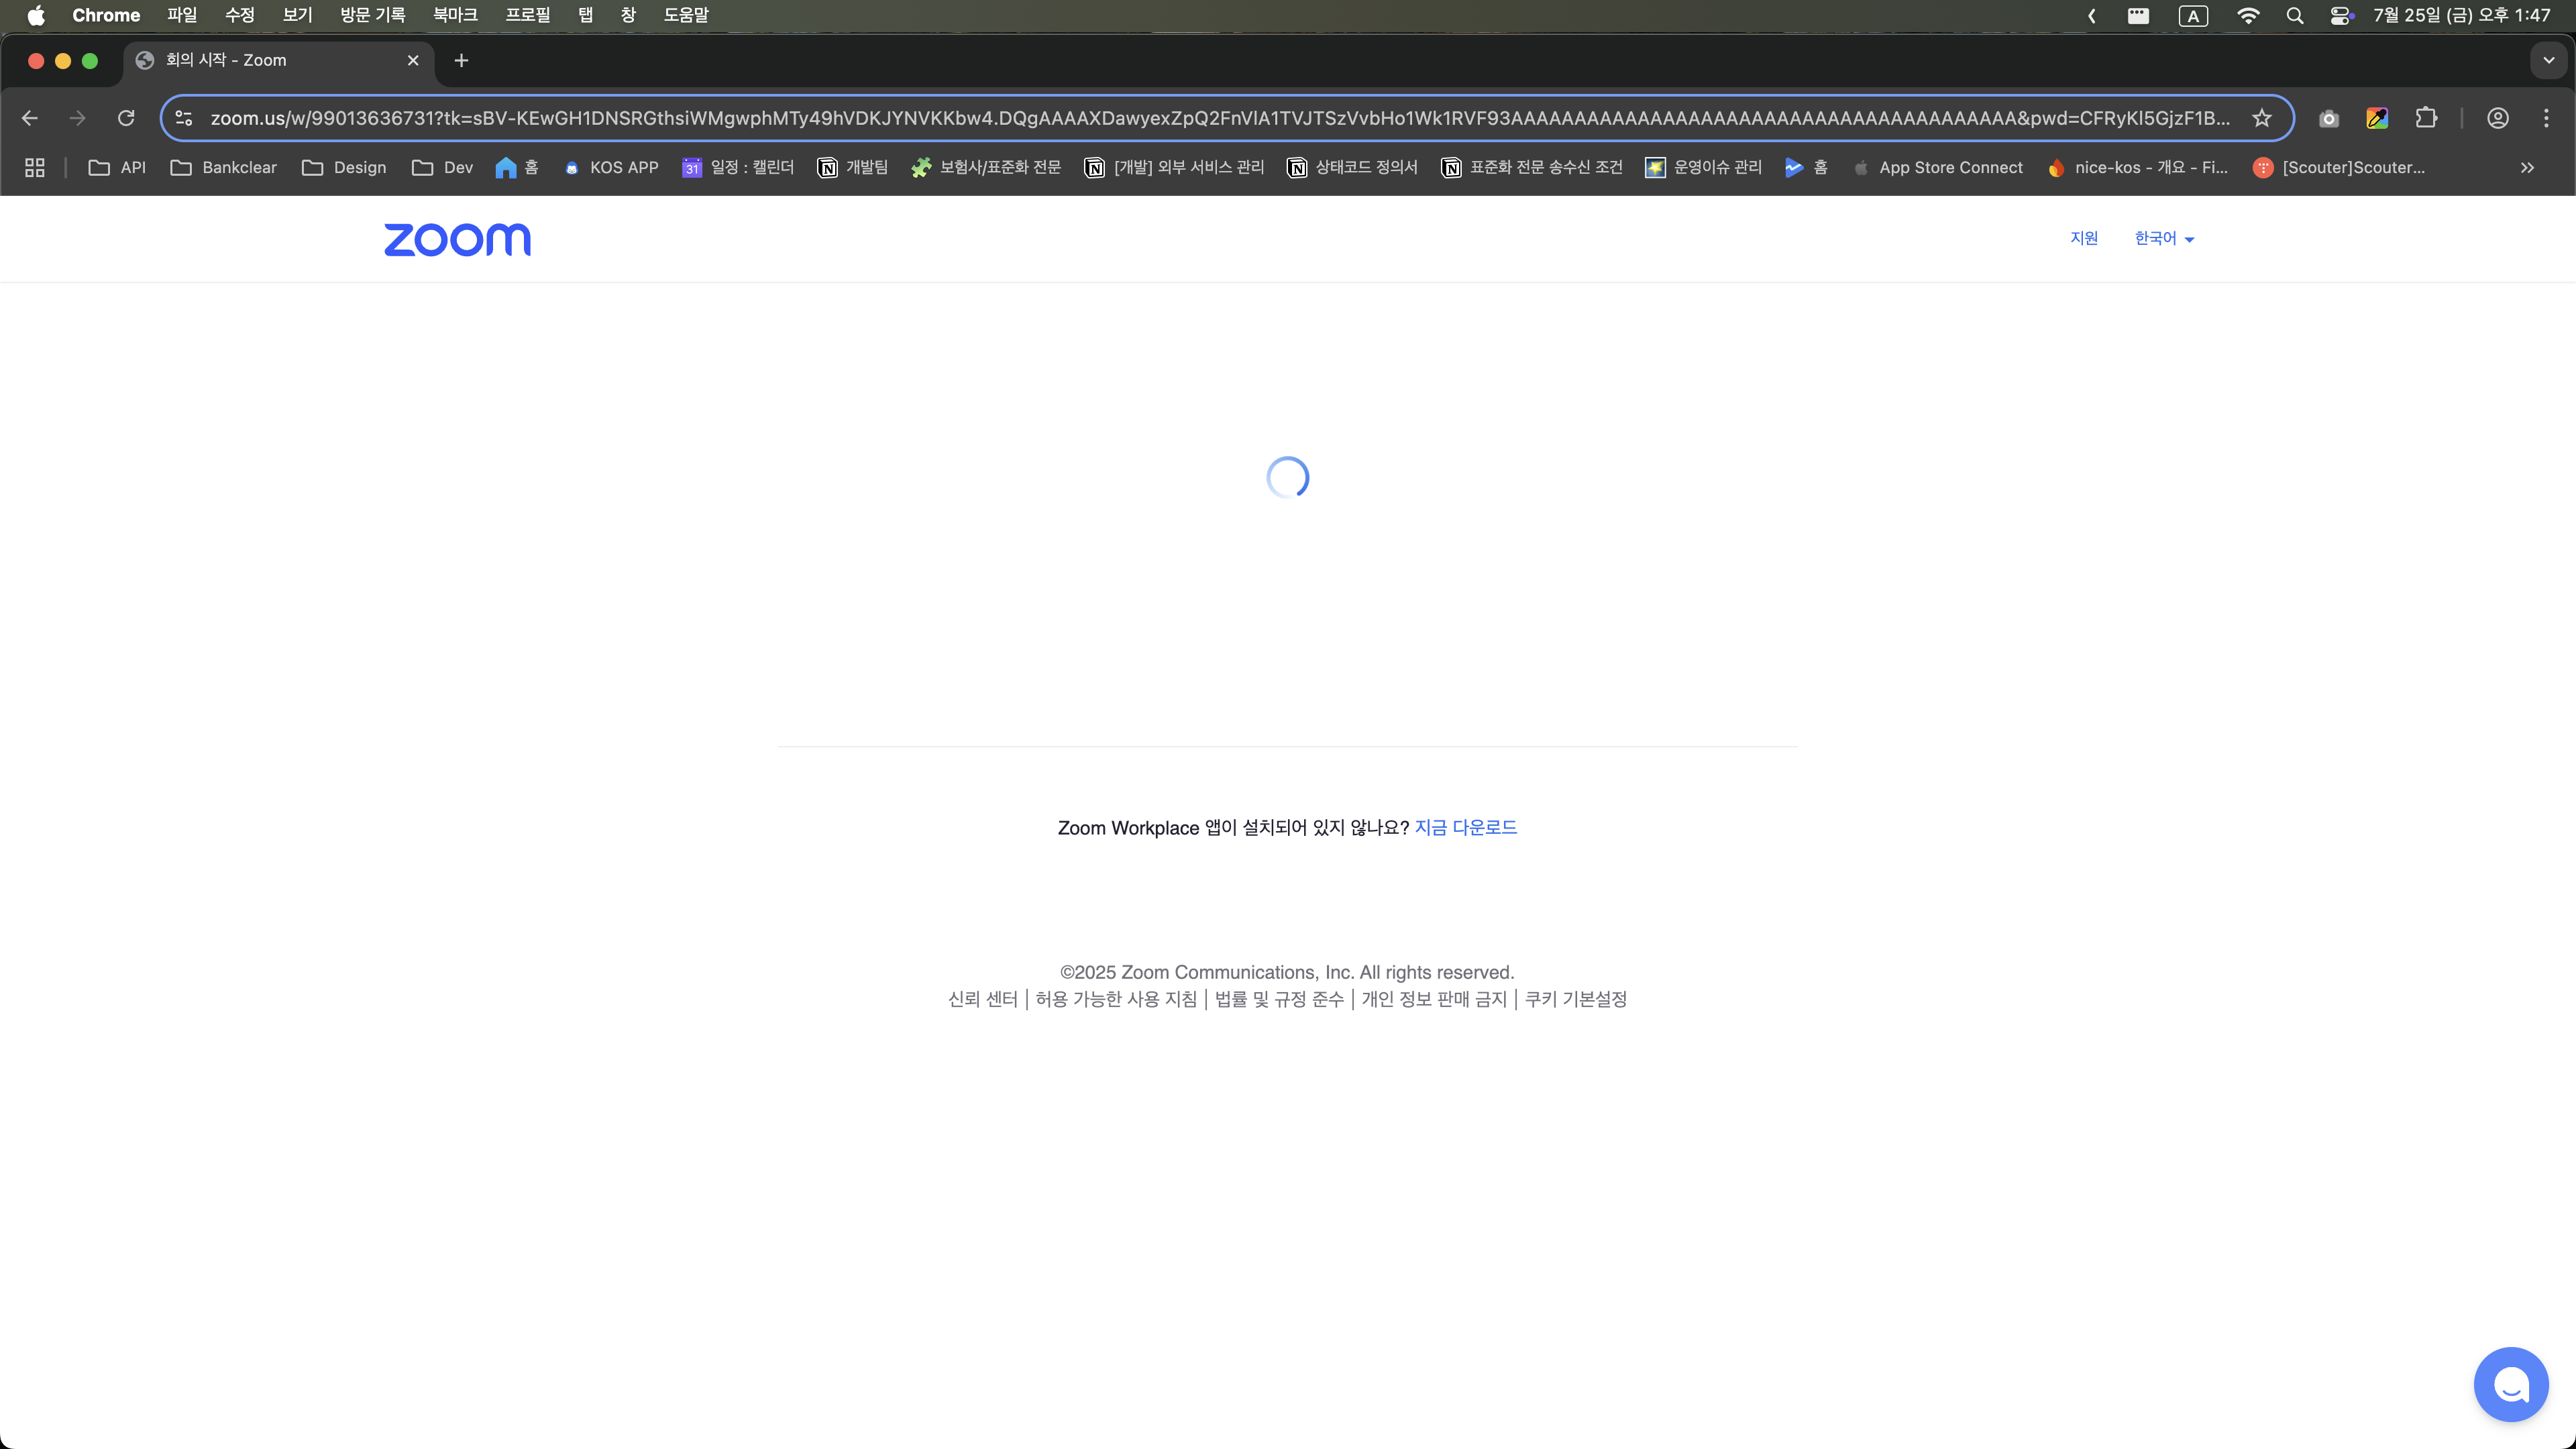 Chrome 파일 수정 보기 방문 기록 북마크 프로필 탭 창 도움말 A 7월 25일 (금) 오후 1:47
회의 시작 - Zoom
zoom.us/w/99013636731?tk=sBV-KEwGH1DNSRGthsiWMgwphMTy49hVDKJYNVKKbw4.DQgAAAAXDawyexZpQ2FnVlA1TVJTSzVvbHo1Wk1RVF93AAAAAAAAAAAAAAAAAAAAAAAAAAAAAAAAAAAAAAAA&pwd=CFRyKl5GjzF1B...
API Bankclear Design Dev 홈 KOS APP 31 일정 : 캘린더 개발팀 보험사/표준화 전문 [개발] 외부 서비스 관리 상태코드 정의서 표준화 전문 송수신 조건 운영이슈 관리 홈 App Store Connect nice-kos - 개요 - Fi... [Scouter]Scouter...
zoom 지원 한국어
Zoom Workplace 앱이 설치되어 있지 않나요? 지금 다운로드
©2025 Zoom Communications, Inc. All rights reserved.
신뢰 센터 | 허용 가능한 사용 지침 | 법률 및 규정 준수 | 개인 정보 판매 금지 | 쿠키 기본설정